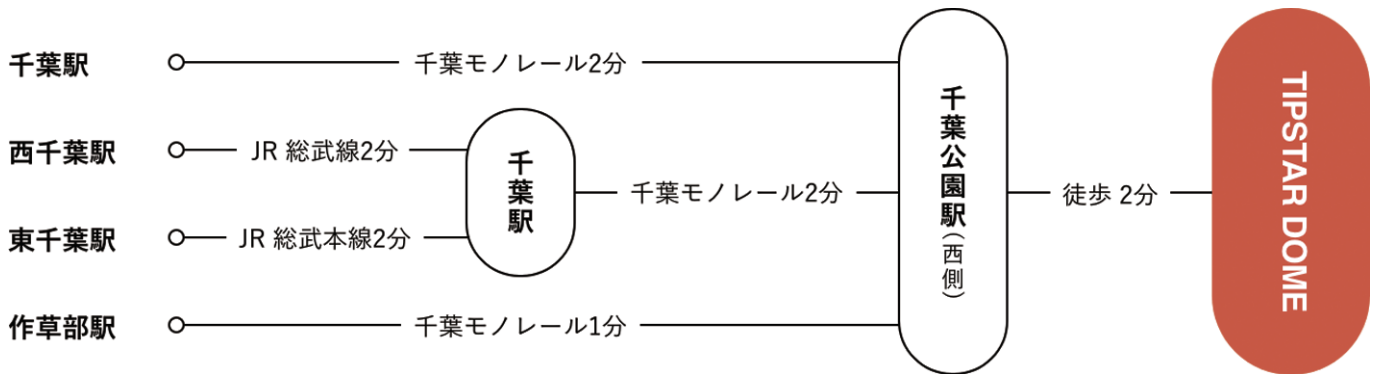 千葉駅
千葉モノレール2分
西千葉駅
JR 総武線2分
東千葉駅
JR 総武本線2分
千葉駅
千葉モノレール2分
作草部駅
千葉モノレール1分
千葉公園駅(西側)
徒歩 2分
TIPSTAR DOME